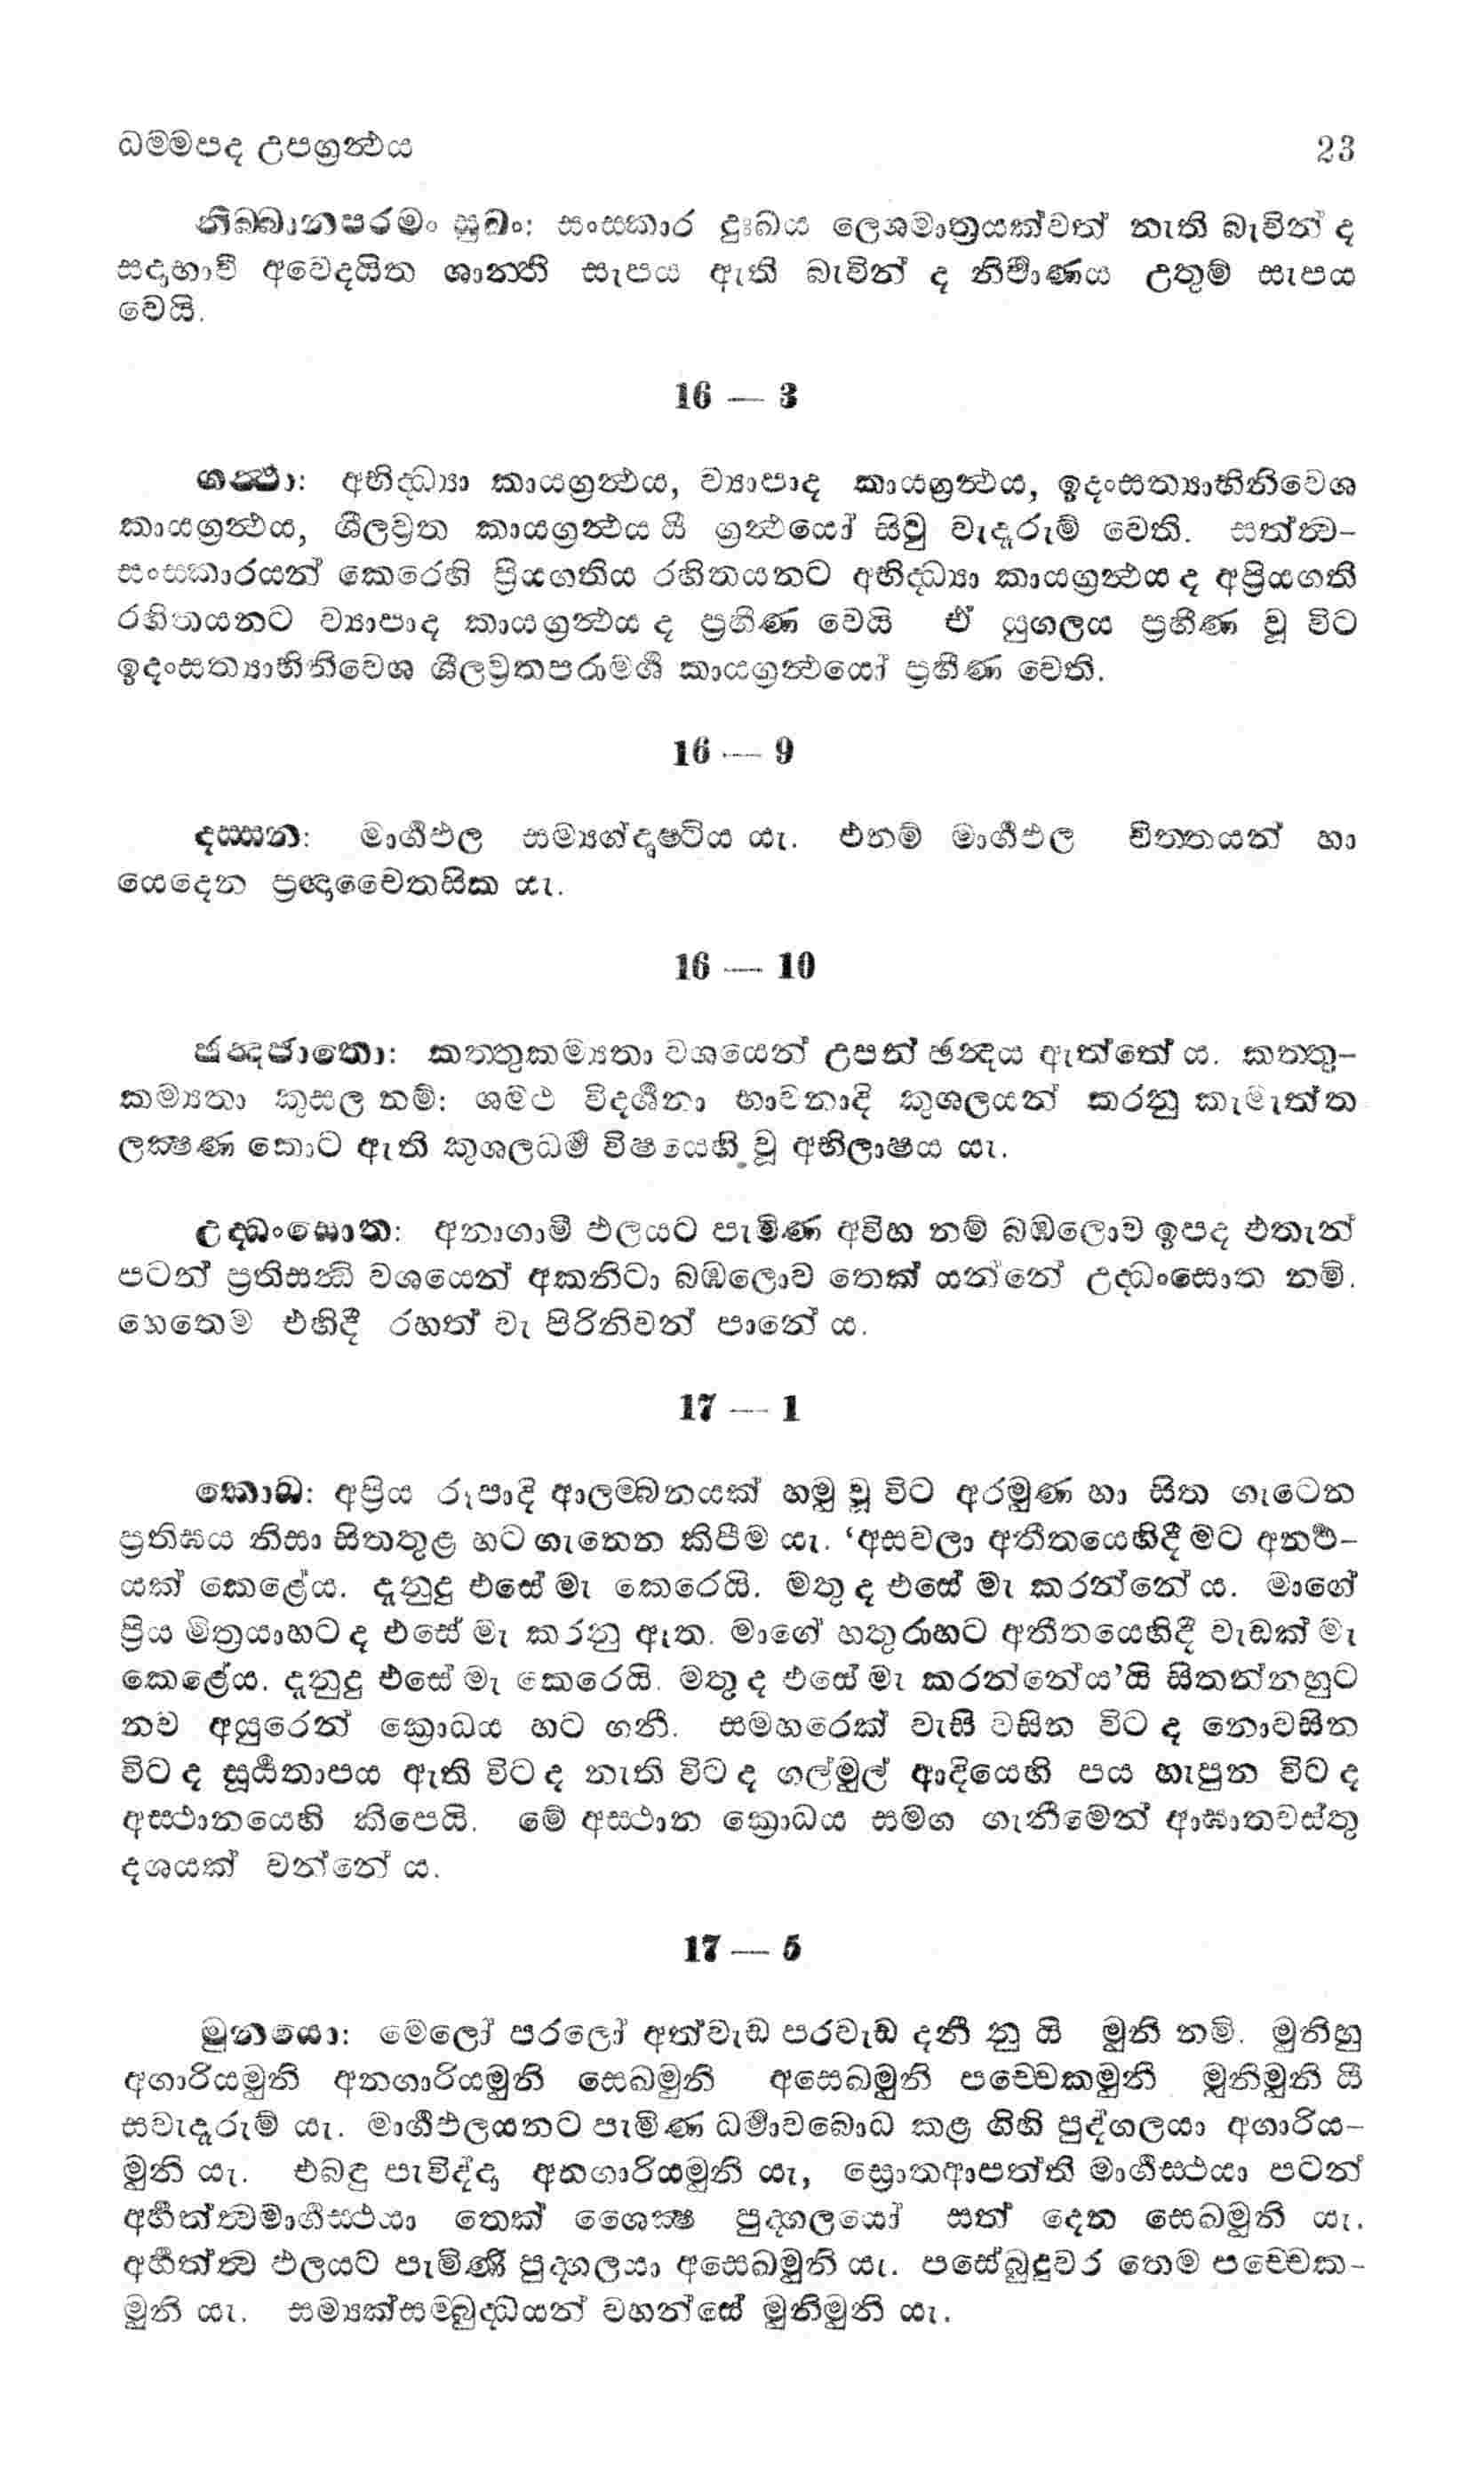 ධම්මපද උපග්‍රන්‍ථය 23
නිබ්බානපරමං සුඛං: සංස්කාර දුඃඛය ලෙශමාත්‍රයක්වත් නැති බැවින් ද
සදාභාවී අවෙදයිත ශාන්ති සැපය ඇති බැවින් ද නිර්‍වාණය උතුම් සැපය
වෙයි.
16 — 3
ගන්‍ථා: අභිද්‍ධ්‍යා කායග්‍රන්‍ථය, ව්‍යාපාද කායග්‍රන්‍ථය, ඉදංසත්‍යාභිනිවෙශ
කායග්‍රන්‍ථය, ශීලව්‍රත කායග්‍රන්‍ථය යි ග්‍රන්‍ථයෝ සිවු වැදෑරුම් වෙති. සත්ත්‍ව-
සංස්කාරයන් කෙරෙහි ප්‍රියගතිය රහිතයනට අභිද්‍ධ්‍යා කායග්‍රන්‍ථය ද අප්‍රියගති
රහිතයනට ව්‍යාපාද කායග්‍රන්‍ථය ද ප්‍රහීණ වෙයි ඒ යුගලය ප්‍රහීණ වූ විට
ඉදංසත්‍යාභිනිවෙශ ශීලව්‍රතපරාමර්‍ශ කායග්‍රන්‍ථයෝ ප්‍රහීණ වෙති.
16 — 9
දස්සන: මාර්‍ගඵල සම්‍යග්දෘෂ්ටිය යැ. එනම් මාර්‍ගඵල චිත්තයන් හා
යෙදෙන ප්‍රඥාචෛතසික යැ.
16 — 10
ඡන්‍දජාතො: කත්තුකම්‍යතා වශයෙන් උපන් ඡන්‍දය ඇත්තේ ය. කත්තු-
කම්‍යතා කුසල නම්: ශමථ විදර්‍ශනා භාවනාදි කුශලයන් කරනු කැමැත්ත
ලක්‍ෂණ කොට ඇති කුශලධර්‍ම විෂයෙහි වූ අභිලාෂය යැ.
උද්‍ධංසොත: අනාගාමී ඵලයට පැමිණ අවිහ නම් බඹලොව ඉපද එතැන්
පටන් ප්‍රතිසන්‍ධි වශයෙන් අකනිටා බඹලොව තෙක් යන්නේ උද්‍ධංසොත නම්.
හෙතෙම එහිදී රහත් වැ පිරිනිවන් පානේ ය.
17 — 1
කොධ: අප්‍රිය රූපාදි ආලම්බනයක් හමු වූ විට අරමුණ හා සිත ගැටෙන
ප්‍රතිඝය නිසා සිතතුළ හට ගැනෙන කිපීම යැ. ‘අසවලා අතීතයෙහිදී මට අනර්‍ථ-
යක් කෙළේය. දැනුදු එසේ මැ කෙරෙයි. මතු ද එසේ මැ කරන්නේ ය. මාගේ
ප්‍රිය මිත්‍රයාහට ද එසේ මැ කරනු ඇත. මාගේ හතුරාහට අතීතයෙහිදී වැඩක් මැ
කෙළේය. දැනුදු එසේ මැ කෙරෙයි. මතු ද එසේ මැ කරන්නේය’යි සිතන්නහුට
නව අයුරෙන් ක්‍රොධය හට ගනී. සමහරෙක් වැසි වසින විට ද නොවසින
විට ද සූර්‍ය්‍යතාපය ඇති විට ද නැති විට ද ගල්මුල් ආදියෙහි පය හැපුන විට ද
අස්ථානයෙහි කිපෙයි. මේ අස්ථාන ක්‍රොධය සමග ගැනීමෙන් ආඝාතවස්තු
දශයක් වන්නේ ය.
17 — 5
මුනයො: මෙලෝ පරලෝ අත්වැඩ පරවැඩ දනී නු යි මුනි නම්. මුනිහු
අගාරියමුනි අනගාරියමුනි සෙඛමුනි අසෙඛමුනි පච්චෙකමුනි මුනිමුනි යි
සවැදෑරුම් යැ. මාර්‍ගඵලයනට පැමිණ ධර්‍මාවබොධ කළ ගිහි පුද්ගලයා අගාරිය-
මුනි යැ. එබඳු පැවිද්දා අනගාරියමුනි යැ, ස්‍රොතආපත්ති මාර්‍ගස්ථයා පටන්
අර්‍හත්ත්‍වමාර්‍ගස්ථයා තෙක් ශෛක්‍ෂ පුද්ගලයෝ සත් දෙන සෙඛමුනි යැ.
අර්‍හත්ත්‍ව ඵලයට පැමිණි පුද්ගලයා අසෙඛමුනි යැ. පසේබුදුවර තෙම පච්චෙක-
මුනි යැ. සම්‍යක්සම්බුද්‍ධයන් වහන්සේ මුනිමුනි යැ.